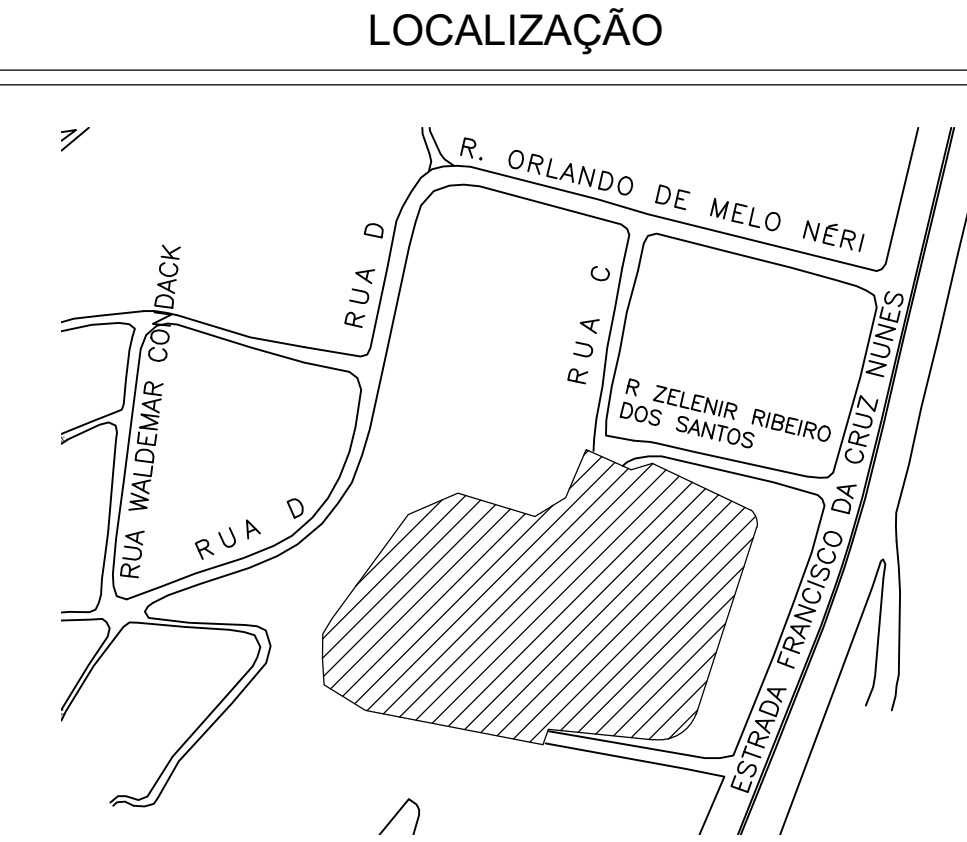 LOCALIZAÇÃO
R. ORLANDO DE MELO NÉRI
RUA D
RUA C
RUA WALDEMAR CONDACK
R ZELENIR RIBEIRO
DOS SANTOS
ESTRADA FRANCISCO DA CRUZ NUNES
RUA D